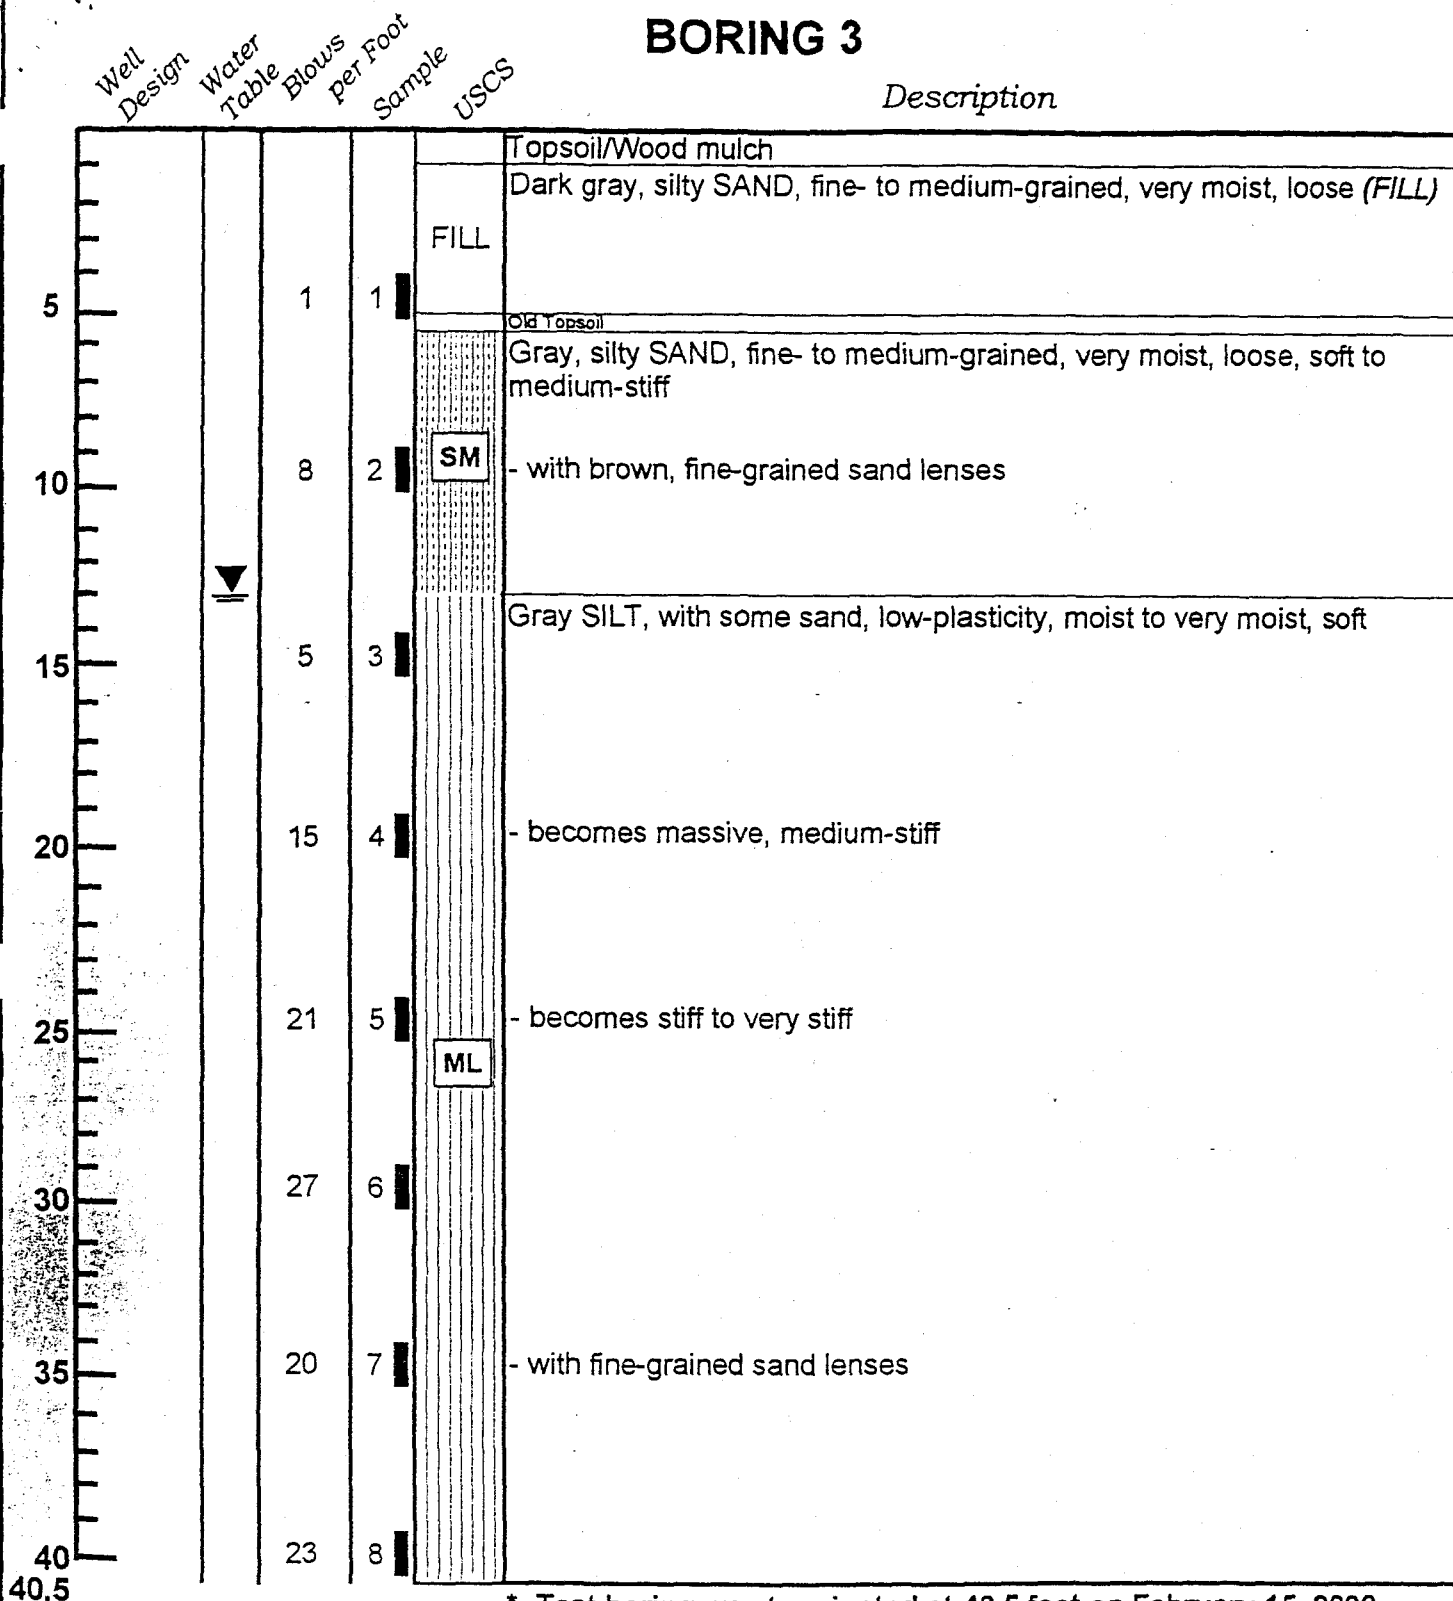 BORING 3
Well Design
Water Table
Blows per Foot
Sample
USCS
Description
Topsoil/Wood mulch
Dark gray, silty SAND, fine- to medium-grained, very moist, loose (FILL)
FILL
5
1
1
Old Topsoil
Gray, silty SAND, fine- to medium-grained, very moist, loose, soft to
medium-stiff
10
8
2
SM
- with brown, fine-grained sand lenses
Gray SILT, with some sand, low-plasticity, moist to very moist, soft
15
5
3
20
15
4
- becomes massive, medium-stiff
25
21
5
- becomes stiff to very stiff
ML
30
27
6
35
20
7
- with fine-grained sand lenses
40
23
8
40.5